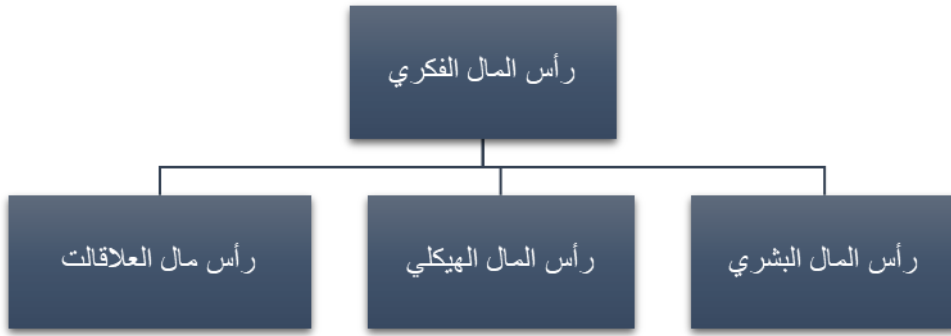 رأس المال الفكري
رأس المال البشري
رأس المال الهيكلي
رأس مال العلاقالت